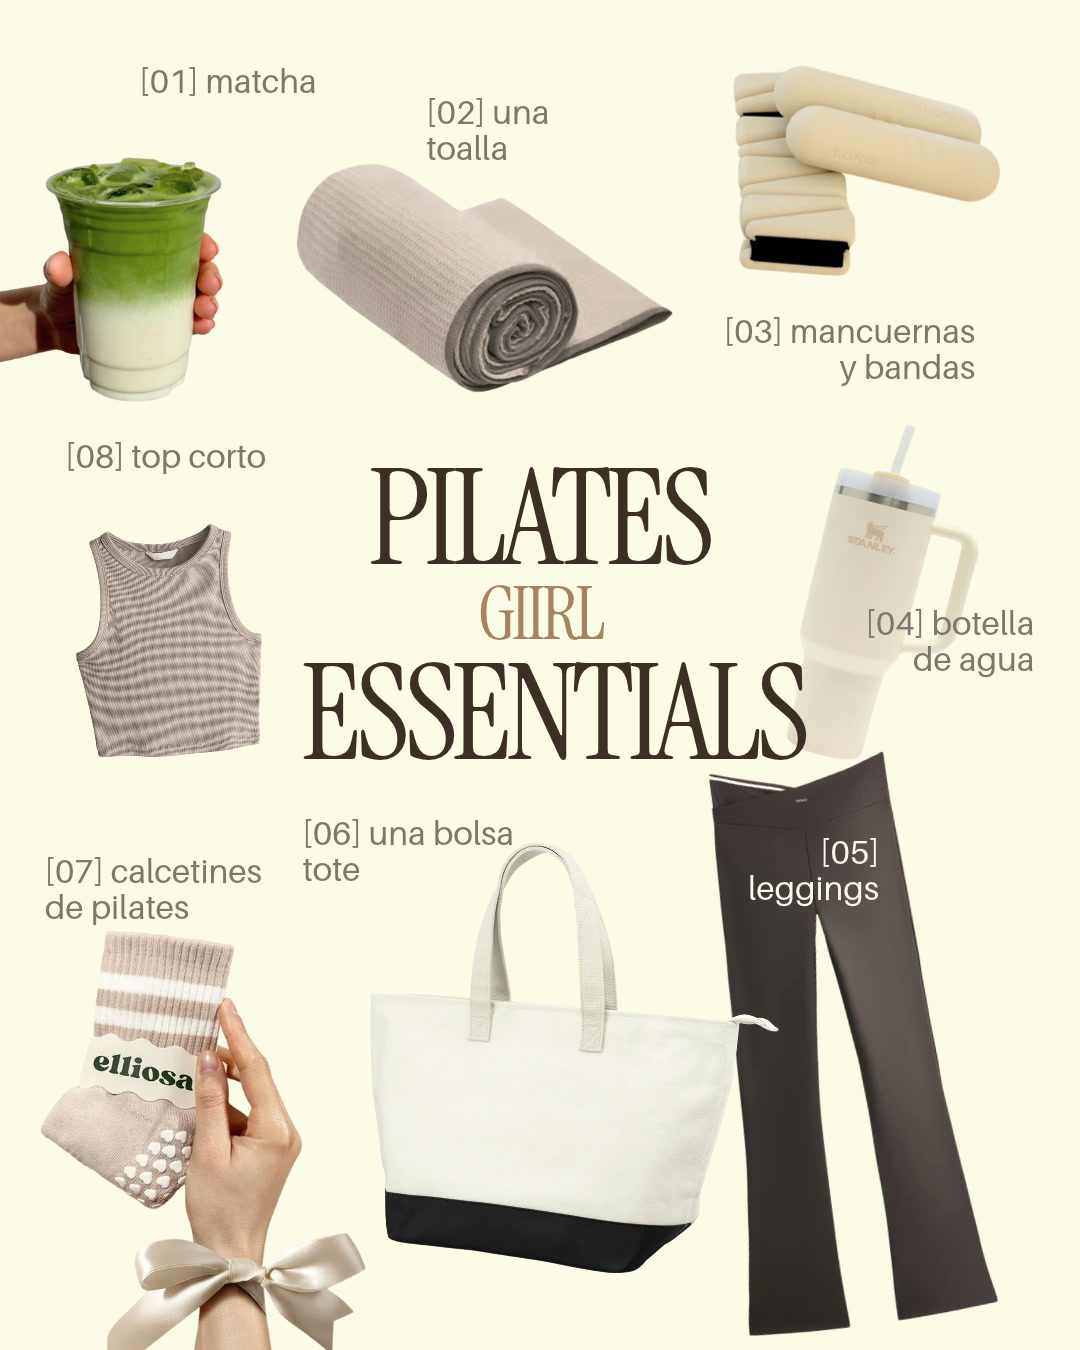 [01] matcha
[02] una
toalla
[03] mancuernas
y bandas
[08] top corto
PILATES
GIIRL
ESSENTIALS
STANLEY
[04] botella
de agua
[05]
leggings
[06] una bolsa
tote
[07] calcetines
de pilates
elliosa